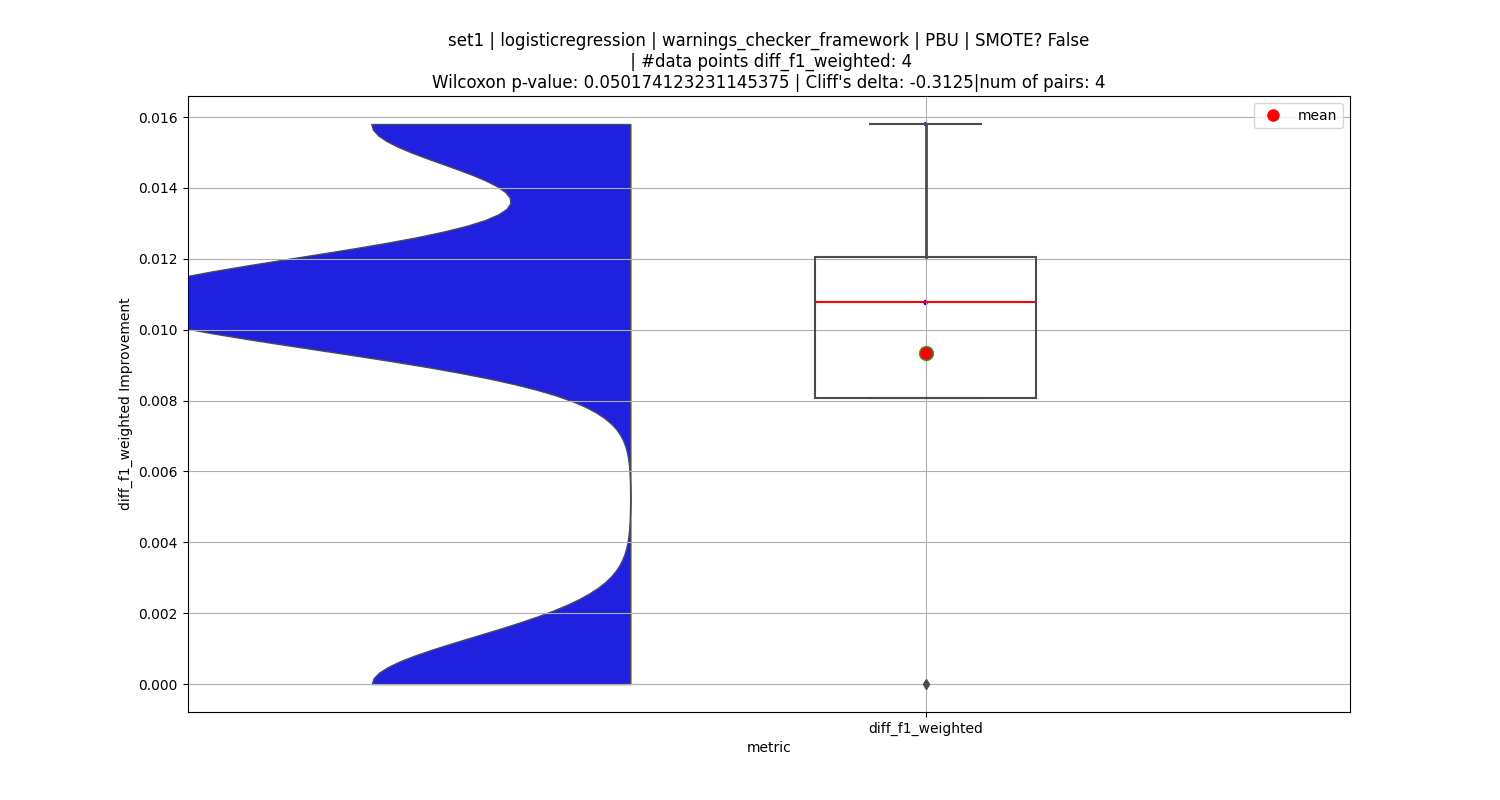 set1 | logisticregression | warnings_checker_framework | PBU | SMOTE? False
| #data points diff_f1_weighted: 4
Wilcoxon p-value: 0.050174123231145375 | Cliff's delta: -0.3125|num of pairs: 4
mean
0.016
0.014
0.012
0.010
0.008
0.006
0.004
0.002
0.000
diff_f1_weighted Improvement
diff_f1_weighted
metric